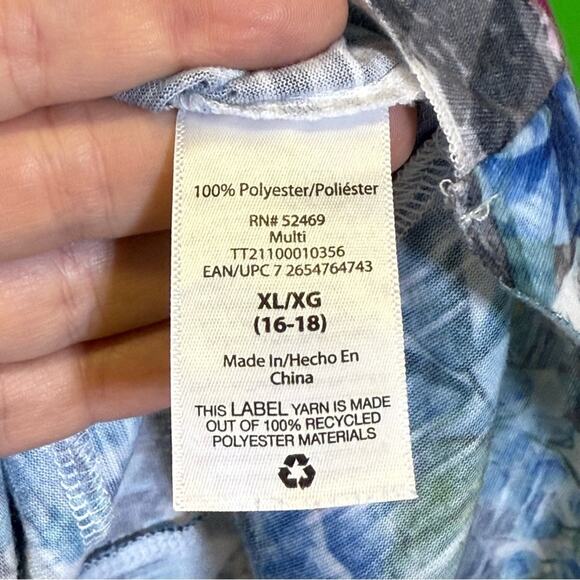 100% Polyester/Poliéster
RN# 52469
Multi
TT21100010356
EAN/UPC 7 2654764743
XL/XG
(16-18)
Made In/Hecho En
China
THIS LABEL YARN IS MADE
OUT OF 100% RECYCLED
POLYESTER MATERIALS